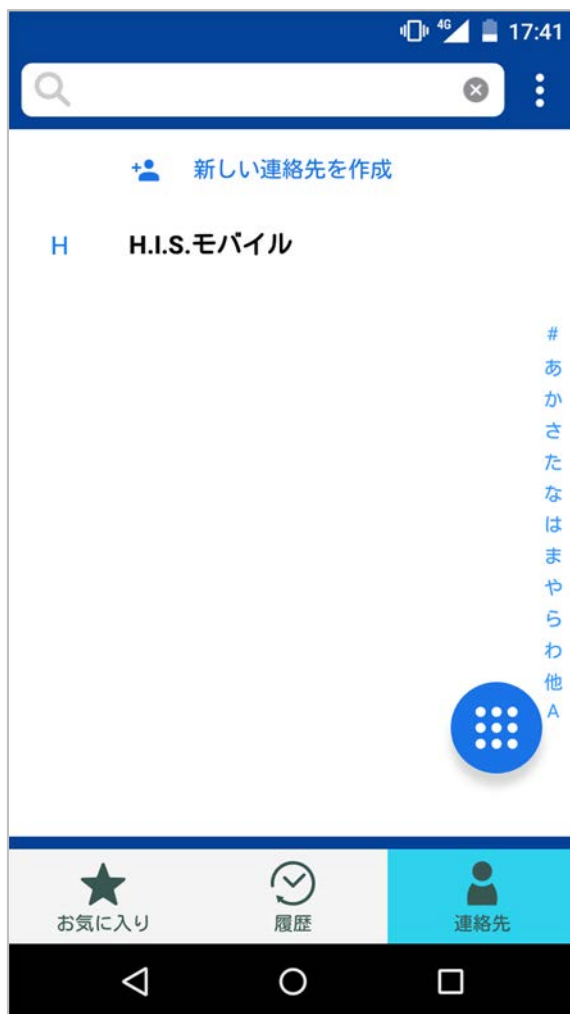 4G 17:41
新しい連絡先を作成
H H.I.S.モバイル
#
あ
か
さ
た
な
は
ま
や
ら
わ
他
A
お気に入り 履歴 連絡先